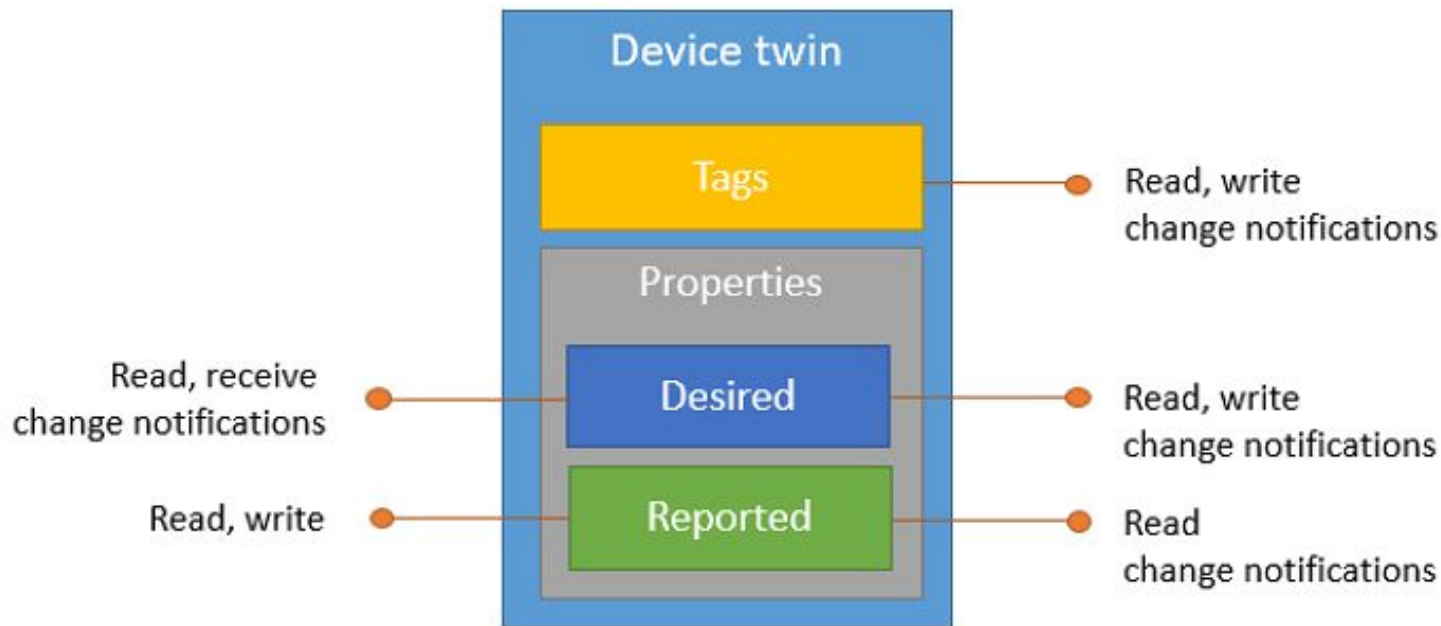 Device twin
Tags
Read, write
change notifications
Properties
Read, receive
change notifications
Desired
Read, write
change notifications
Read, write
Reported
Read
change notifications